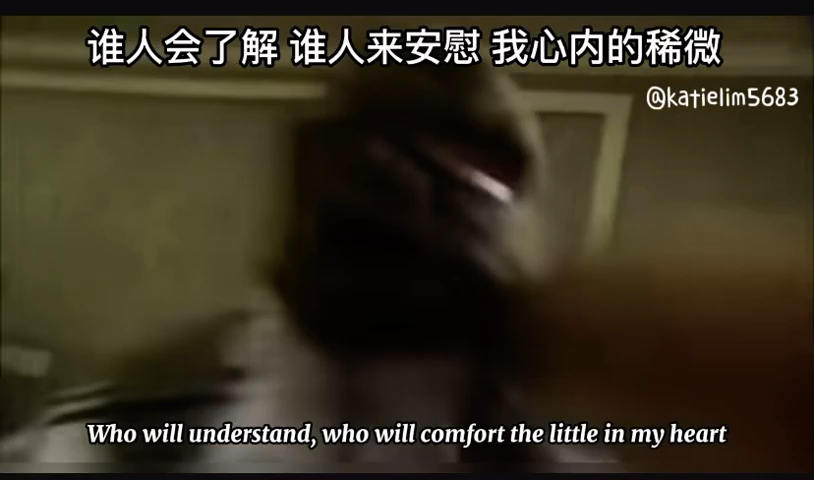 谁人会了解 谁人来安慰 我心内的稀微
@katielim5683
Who will understand, who will comfort the little in my heart